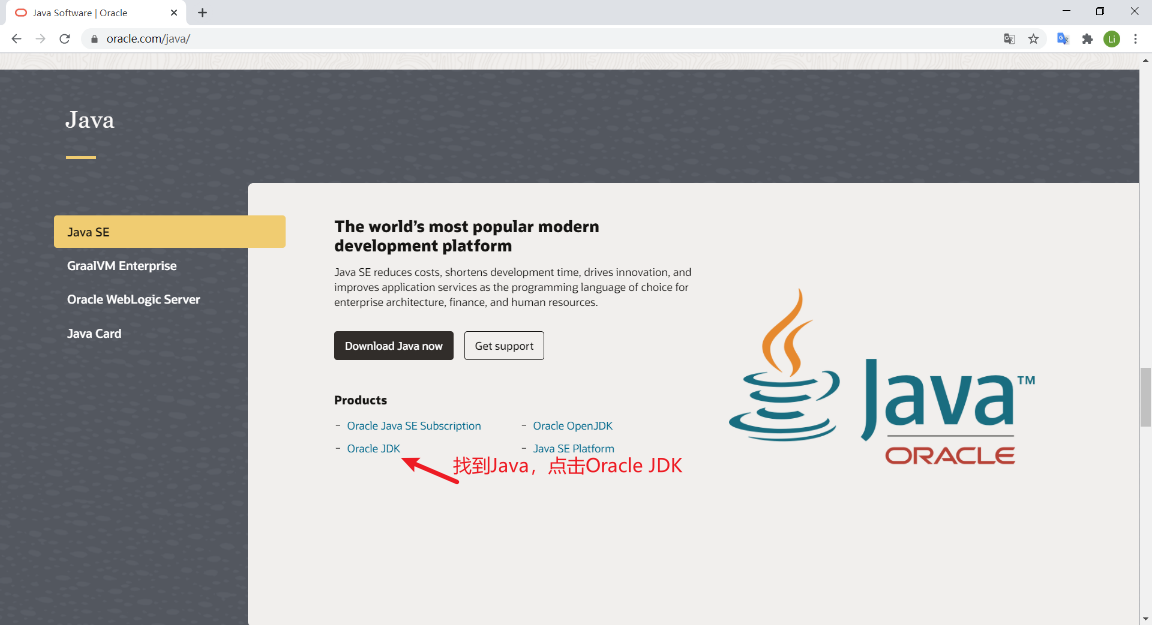 Java Software | Oracle
oracle.com/java/
Li
Java
Java SE
GraalVM Enterprise
Oracle WebLogic Server
Java Card
The world's most popular modern
development platform
Java SE reduces costs, shortens development time, drives innovation, and
improves application services as the programming language of choice for
enterprise architecture, finance, and human resources.
Download Java now
Get support
Products
- Oracle Java SE Subscription
- Oracle OpenJDK
- Oracle JDK
- Java SE Platform
找到Java，点击Oracle JDK
Java™
ORACLE